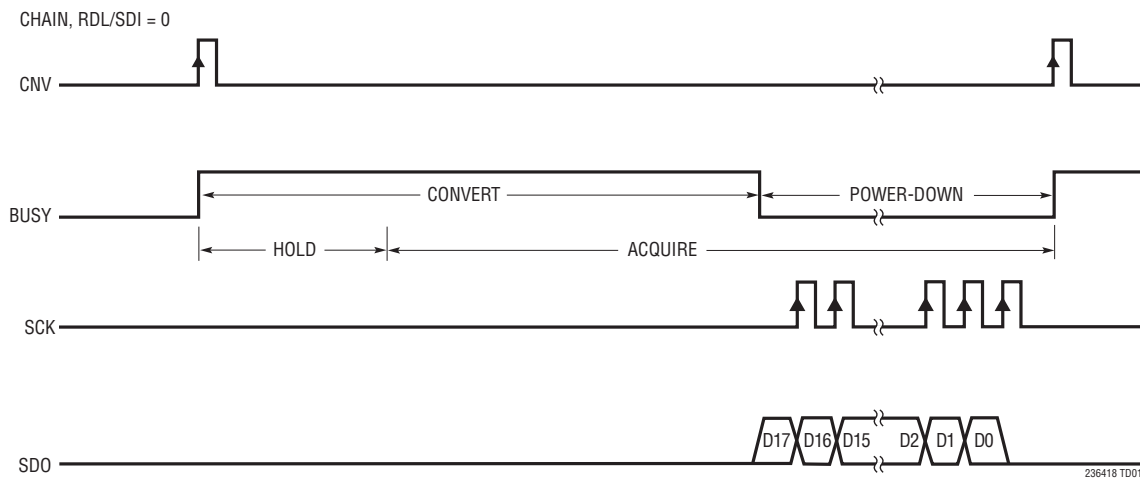 CHAIN, RDL/SDI = 0
CNV
BUSY
CONVERT
POWER-DOWN
HOLD
ACQUIRE
SCK
SDO
D17 D16 D15 D2 D1 D0
236418 TD01